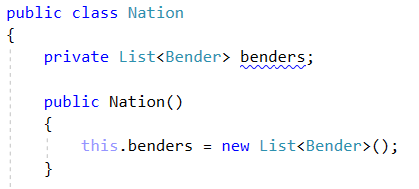 public class Nation
{
    private List<Bender> benders;
    public Nation()
    {
        this.benders = new List<Bender>();
    }